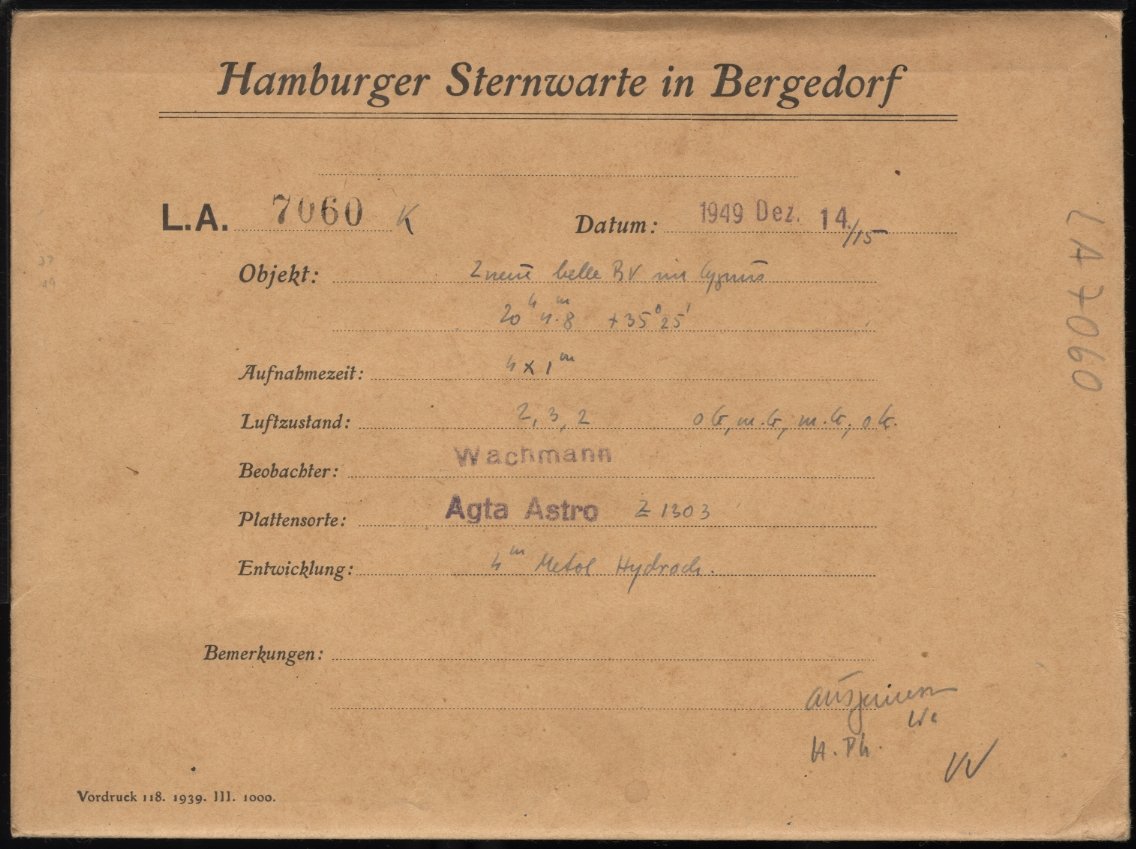 Hamburger Sternwarte in Bergedorf
L.A. 7060 K Datum: 1949 Dez. 14./15
Objekt: 2 neue helle BV im Cygnus
20ʰ 4ᵐ.8 +35°25'
Aufnahmezeit: 4 x 1ᵐ
Luftzustand: 2, 3, 2
Beobachter: Wachmann
Plattensorte: Agfa Astro Z 1303
Entwicklung: 4ᵐ Metol Hydroch.
Bemerkungen:
H. Ph.
Vordruck 118. 1939. III. 1000.
LA 7060